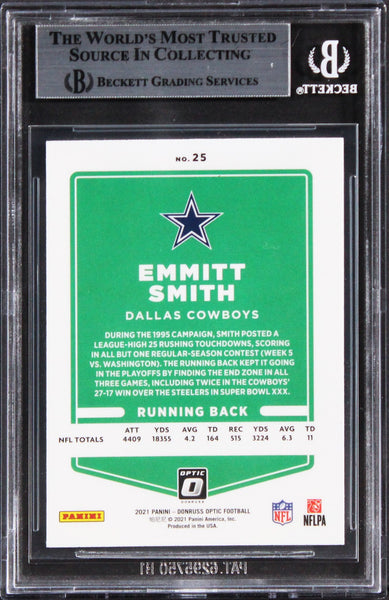 THE WORLD'S MOST TRUSTED
SOURCE IN COLLECTING
B BECKETT GRADING SERVICES
B
BECKETT
NO. 25
EMMITT
SMITH
DALLAS COWBOYS
DURING THE 1995 CAMPAIGN, SMITH POSTED A
LEAGUE-HIGH 25 RUSHING TOUCHDOWNS, SCORING
IN ALL BUT ONE REGULAR-SEASON CONTEST (WEEK 5
VS. WASHINGTON). THE RUNNING BACK KEPT IT GOING
IN THE PLAYOFFS BY FINDING THE END ZONE IN ALL
THREE GAMES, INCLUDING TWICE IN THE COWBOYS'
27-17 WIN OVER THE STEELERS IN SUPER BOWL XXX.
RUNNING BACK
ATT YDS AVG TD REC YDS AVG TD
NFL TOTALS 4409 18355 4.2 164 515 3224 6.3 11
OPTIC
DONRUSS
PANINI
2021 PANINI - DONRUSS OPTIC FOOTBALL
帕尼尼 © 2021 Panini America, Inc.
Produced in the USA.
NFL
NFLPA